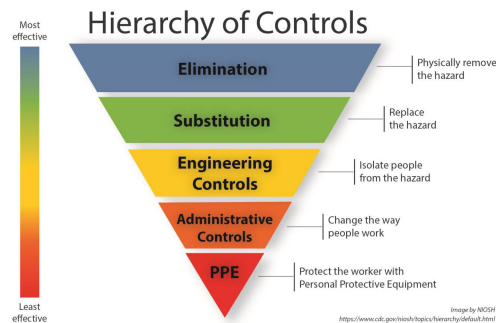 Hierarchy of Controls
Most
effective
Elimination
Physically remove
the hazard
Substitution
Replace
the hazard
Engineering
Controls
Isolate people
from the hazard
Administrative
Controls
Change the way
people work
PPE
Protect the worker with
Personal Protective Equipment
Least
effective
Image by NIOSH
https://www.cdc.gov/niosh/topics/hierarchy/default.html